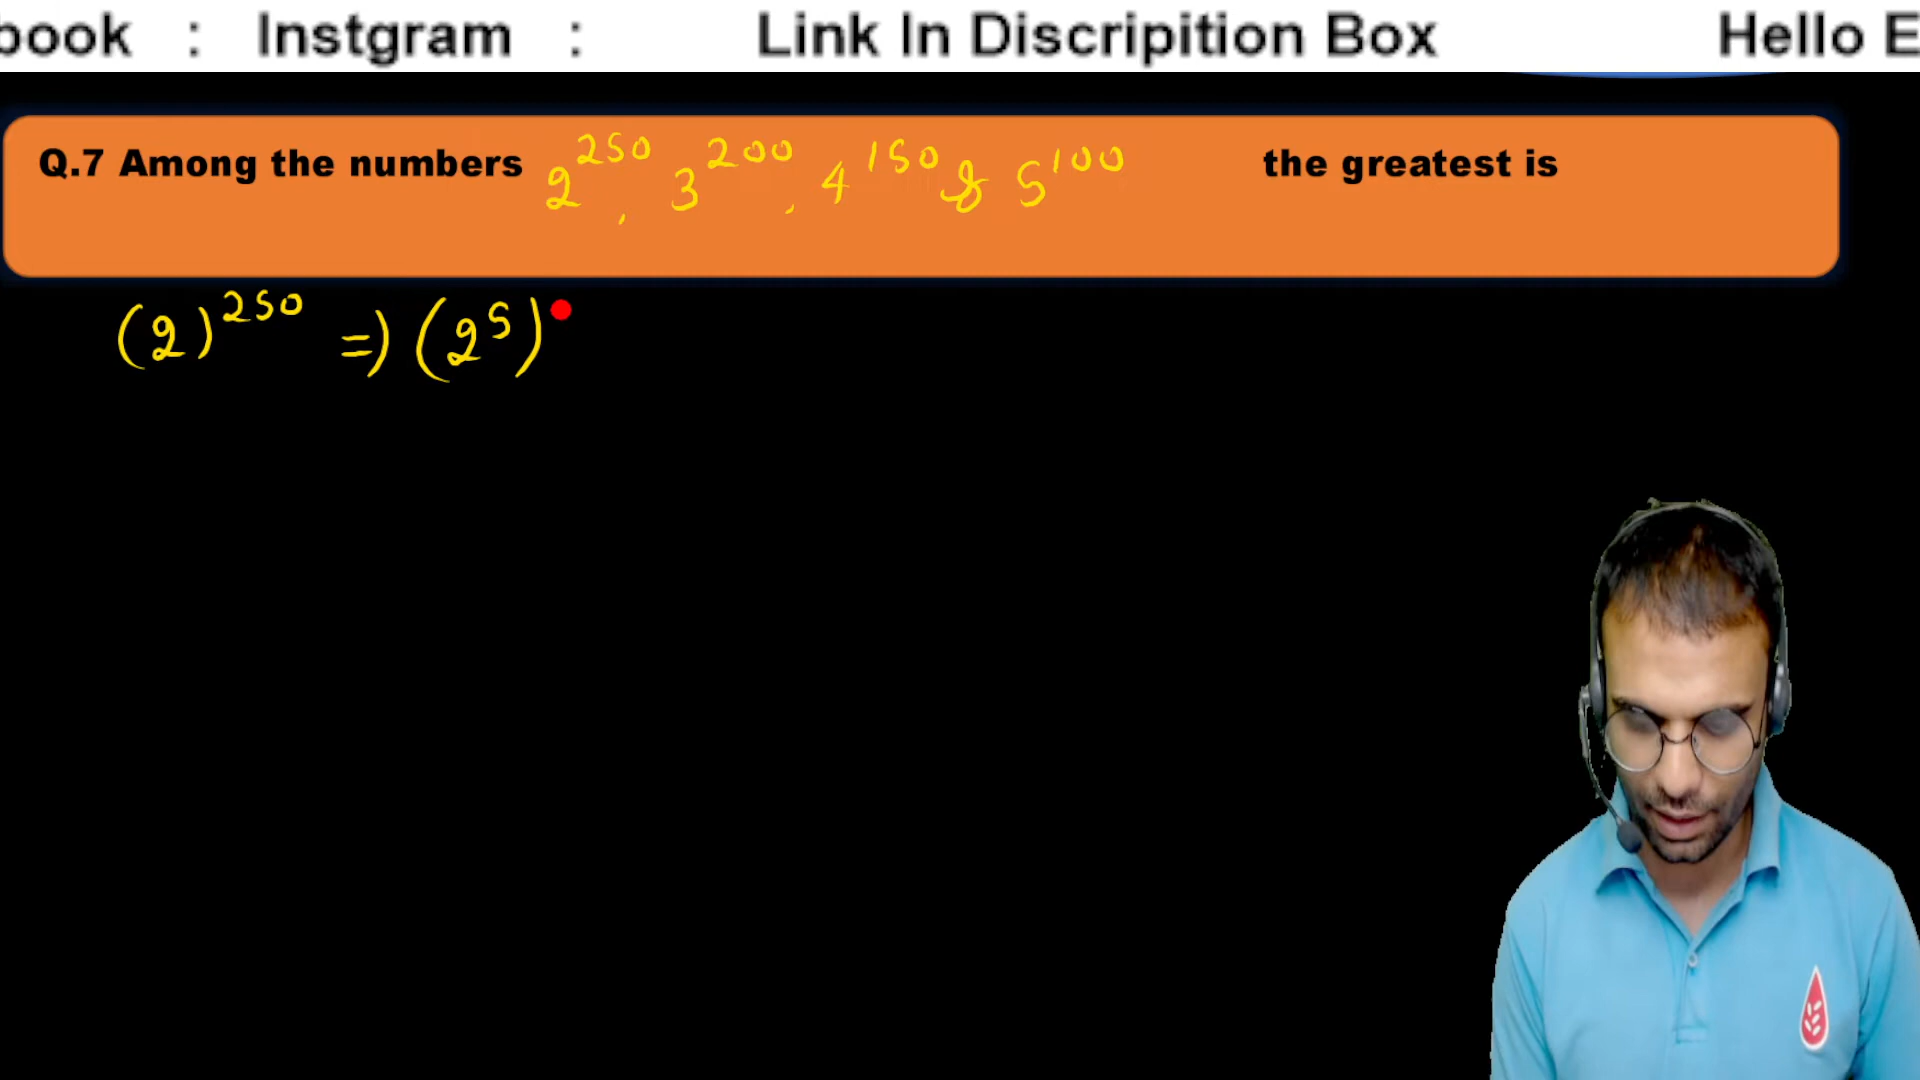 book : Instgram : Link In Discripition Box Hello E
Q.7 Among the numbers 2^250, 3^200, 4^150 & 5^100 the greatest is
(2)^250 => (2^5)